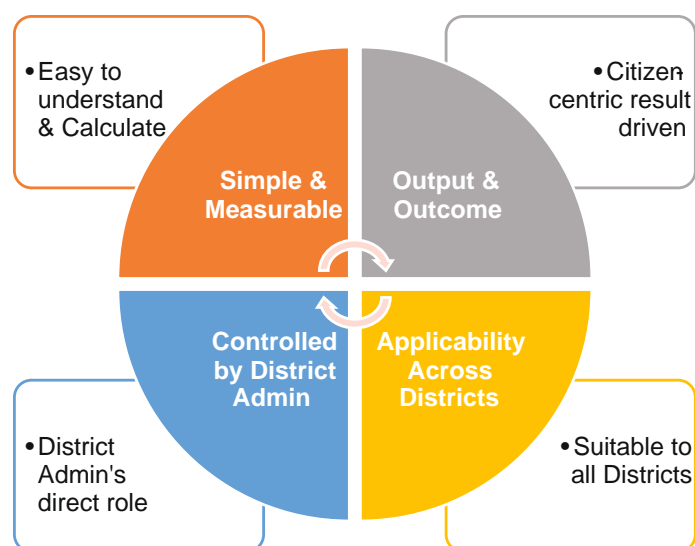 •Easy to
understand
& Calculate
•Citizen-
centric result
driven
Simple &
Measurable
Output &
Outcome
Controlled
by District
Admin
Applicability
Across
Districts
•District
Admin's
direct role
•Suitable to
all Districts